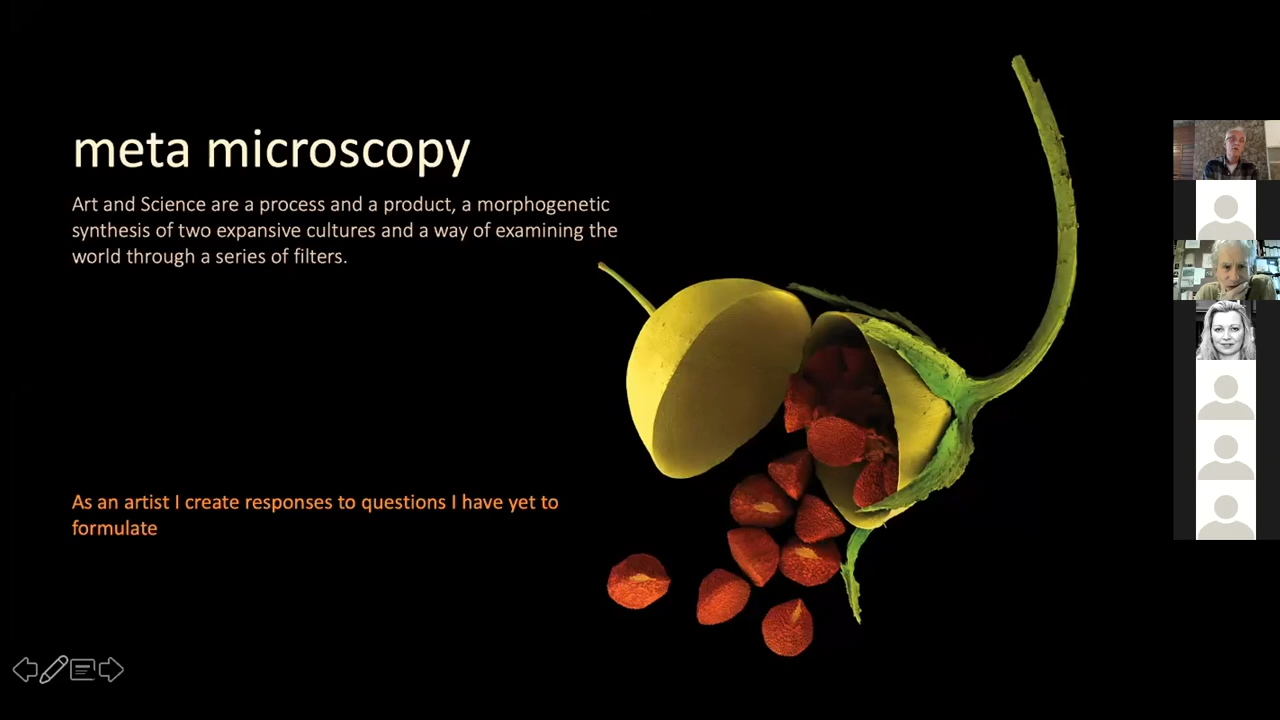 meta microscopy
Art and Science are a process and a product, a morphogenetic
synthesis of two expansive cultures and a way of examining the
world through a series of filters.
As an artist I create responses to questions I have yet to
formulate